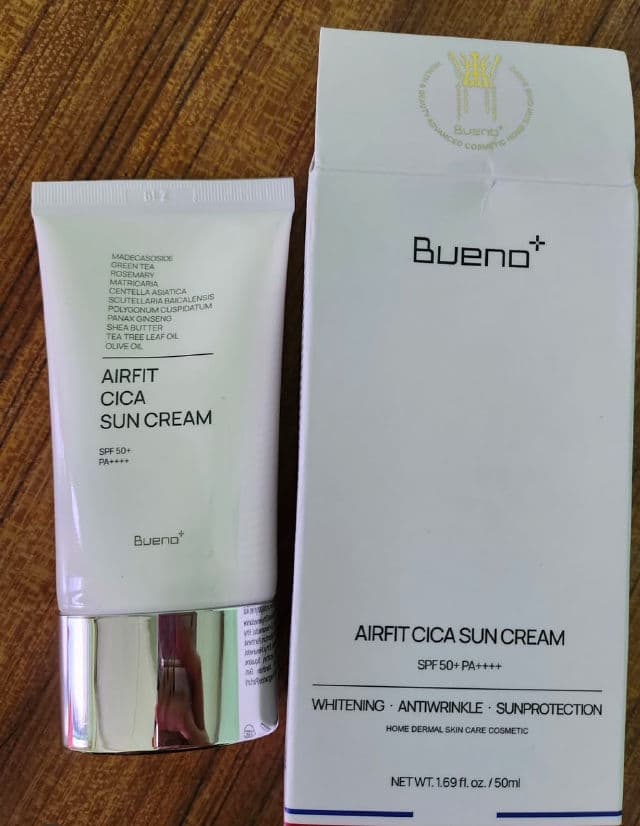 MADECASOSIDE
GREEN TEA
ROSEMARY
MATRICARIA
CENTELLA ASIATICA
SCUTELLARIA BAICALENSIS
POLYGONUM CUSPIDATUM
PANAX GINSENG
SHEA BUTTER
TEA TREE LEAF OIL
OLIVE OIL
AIRFIT
CICA
SUN CREAM
SPF 50+
PA++++
Bueno+
Bueno+
Bueno+
AIRFIT CICA SUN CREAM
SPF 50+ PA++++
WHITENING · ANTIWRINKLE · SUNPROTECTION
HOME DERMAL SKIN CARE COSMETIC
NET WT. 1.69 fl. oz. / 50ml